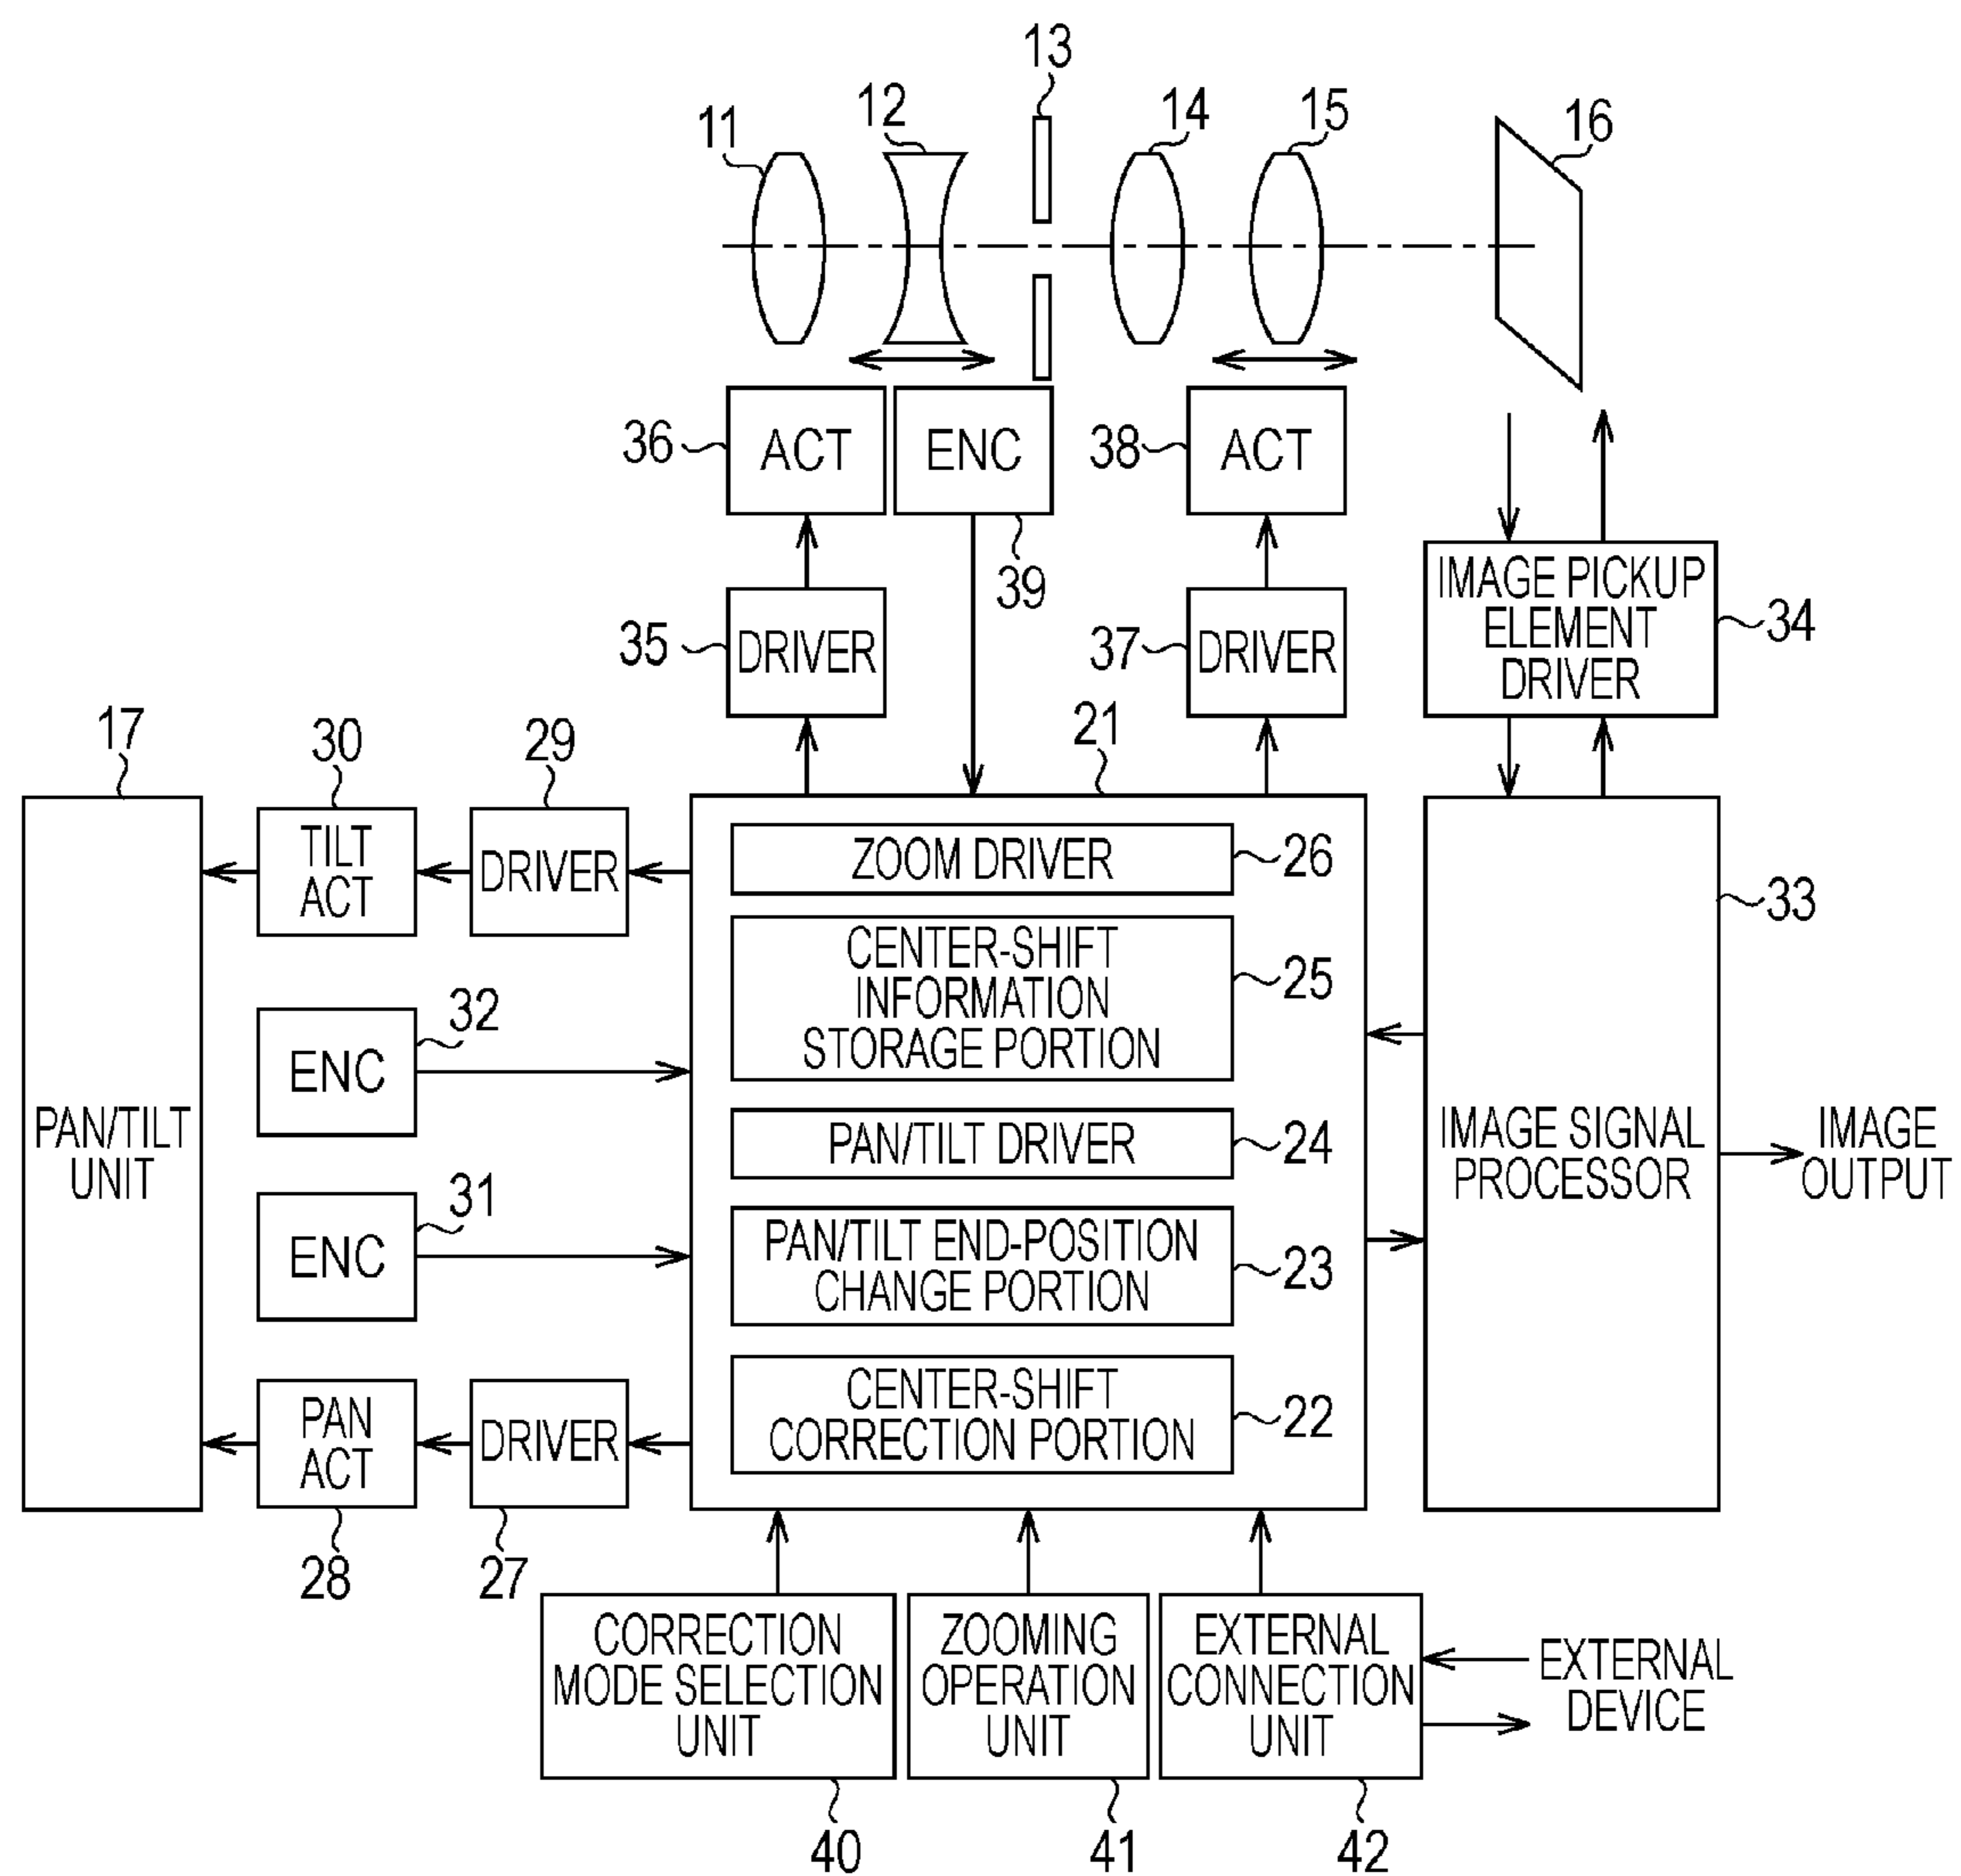 13
12
14
15
16
11
36
ACT
ENC
38
ACT
39
IMAGE PICKUP
ELEMENT
DRIVER
34
35
DRIVER
37
DRIVER
17
30
29
21
TILT
ACT
DRIVER
ZOOM DRIVER
26
33
CENTER-SHIFT
INFORMATION
STORAGE PORTION
25
32
ENC
PAN/TILT
UNIT
PAN/TILT DRIVER
24
IMAGE SIGNAL
PROCESSOR
IMAGE
OUTPUT
31
ENC
PAN/TILT END-POSITION
CHANGE PORTION
23
PAN
ACT
DRIVER
CENTER-SHIFT
CORRECTION PORTION
22
28
27
CORRECTION
MODE SELECTION
UNIT
ZOOMING
OPERATION
UNIT
EXTERNAL
CONNECTION
UNIT
EXTERNAL
DEVICE
40
41
42